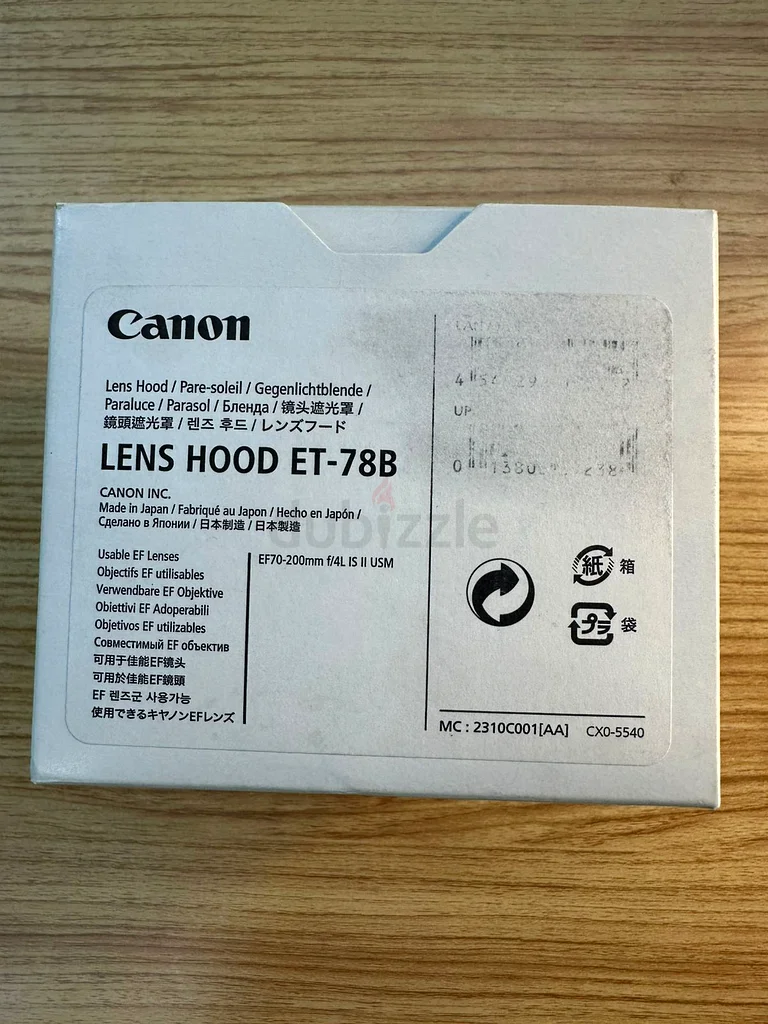 Canon
Lens Hood / Pare-soleil / Gegenlichtblende /
Paraluce / Parasol / Бленда / 镜头遮光罩 /
鏡頭遮光罩 / 렌즈 후드 / レンズフード
LENS HOOD ET-78B
CANON INC.
Made in Japan / Fabriqué au Japon / Hecho en Japón /
Сделано в Японии / 日本制造 / 日本製造
Usable EF Lenses
Objectifs EF utilisables
Verwendbare EF Objektive
Obiettivi EF Adoperabili
Objetivos EF utilizables
Совместимый EF объектив
可用于佳能EF镜头
可用於佳能EF鏡頭
EF 렌즈군 사용가능
使用できるキヤノンEFレンズ
EF70-200mm f/4L IS II USM
紙 箱
プラ 袋
MC : 2310C001[AA] CX0-5540
dubizzle